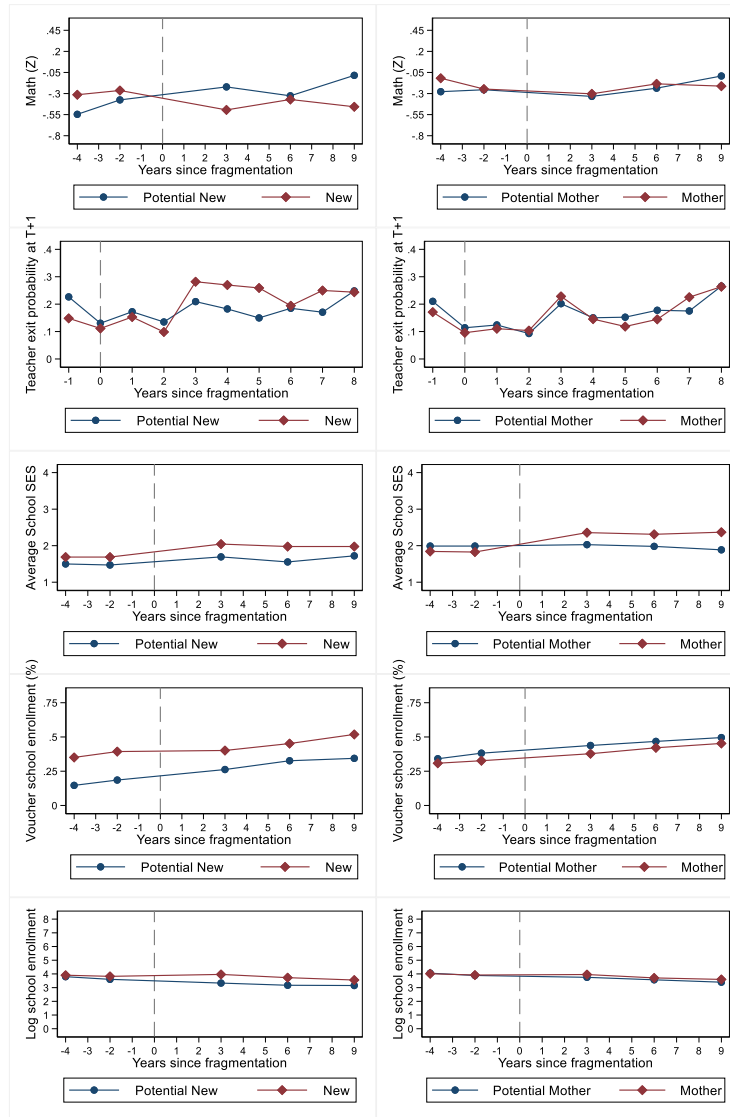 Math (Z)
.45
.2
-.05
-.3
-.55
-.8
-4 -3 -2 -1 0 1 2 3 4 5 6 7 8 9
Years since fragmentation
Potential New New
.45
.2
-.05
-.3
-.55
-.8
Math (Z)
-4 -3 -2 -1 0 1 2 3 4 5 6 7 8 9
Years since fragmentation
Potential Mother Mother
Teacher exit probability at T+1
.4
.3
.2
.1
0
-1 0 1 2 3 4 5 6 7 8
Years since fragmentation
Potential New New
Teacher exit probability at T+1
.4
.3
.2
.1
0
-1 0 1 2 3 4 5 6 7 8
Years since fragmentation
Potential Mother Mother
Average School SES
4
3
2
1
-4 -3 -2 -1 0 1 2 3 4 5 6 7 8 9
Years since fragmentation
Potential New New
Average School SES
4
3
2
1
-4 -3 -2 -1 0 1 2 3 4 5 6 7 8 9
Years since fragmentation
Potential Mother Mother
Voucher school enrollment (%)
.75
.5
.25
0
-4 -3 -2 -1 0 1 2 3 4 5 6 7 8 9
Years since fragmentation
Potential New New
Voucher school enrollment (%)
.75
.5
.25
0
-4 -3 -2 -1 0 1 2 3 4 5 6 7 8 9
Years since fragmentation
Potential Mother Mother
Log school enrollment
8
7
6
5
4
3
2
1
0
-4 -3 -2 -1 0 1 2 3 4 5 6 7 8 9
Years since fragmentation
Potential New New
Log school enrollment
8
7
6
5
4
3
2
1
0
-4 -3 -2 -1 0 1 2 3 4 5 6 7 8 9
Years since fragmentation
Potential Mother Mother